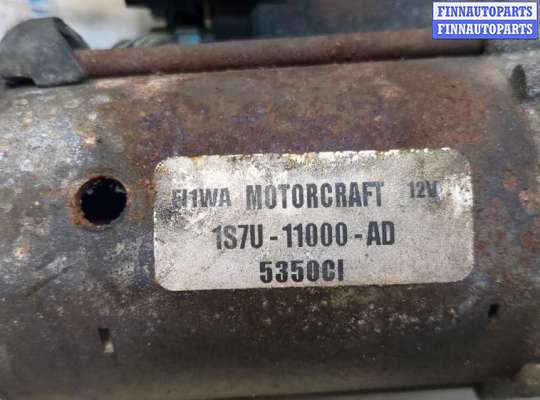 FINNAUTOPARTS
FINNAUTOPARTS
MOTORCRAFT 12V
1S7U-11000-AD
5350CI